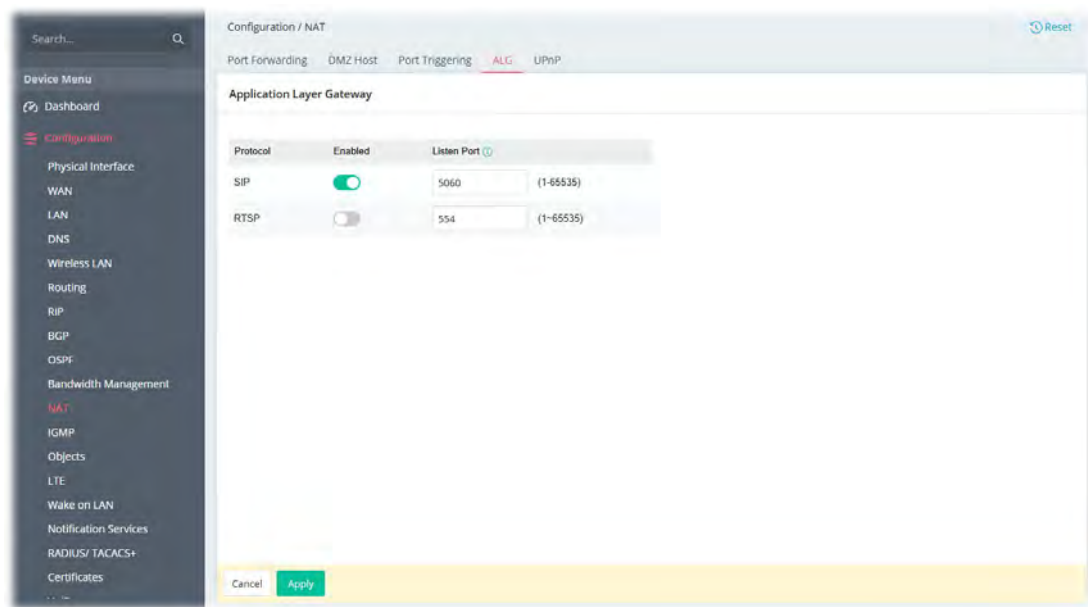 Search...
Device Menu
Dashboard
Configuration
Physical Interface
WAN
LAN
DNS
Wireless LAN
Routing
RIP
BGP
OSPF
Bandwidth Management
NAT
IGMP
Objects
LTE
Wake on LAN
Notification Services
RADIUS/ TACACS+
Certificates
Configuration / NAT
Reset
Port Forwarding DMZ Host Port Triggering ALG UPnP
Application Layer Gateway
Protocol Enabled Listen Port
SIP 5060 (1-65535)
RTSP 554 (1~65535)
Cancel Apply